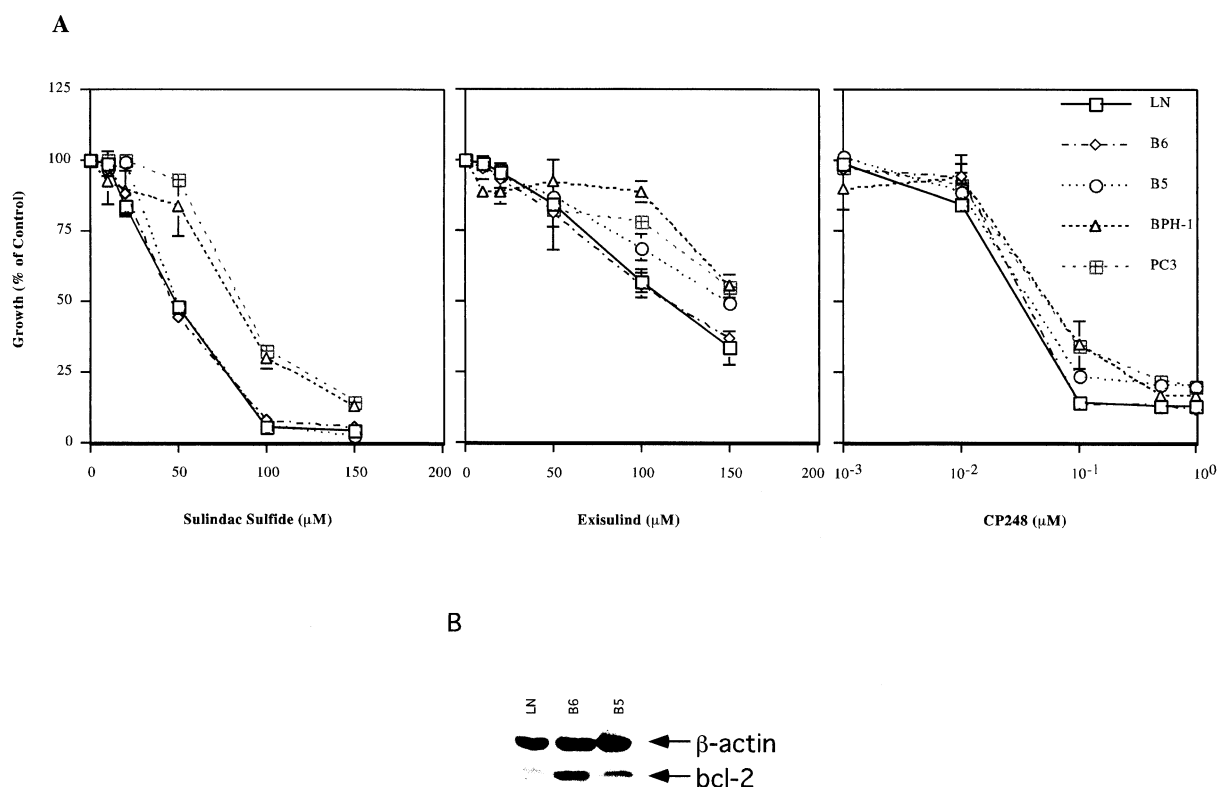 A
Growth (% of Control)
125
100
75
50
25
0
0 50 100 150 200
Sulindac Sulfide (μM)
0 50 100 150 200
Exisulind (μM)
10-3 10-2 10-1 100
CP248 (μM)
LN
B6
B5
BPH-1
PC3
B
LN B6 B5
β-actin
bcl-2